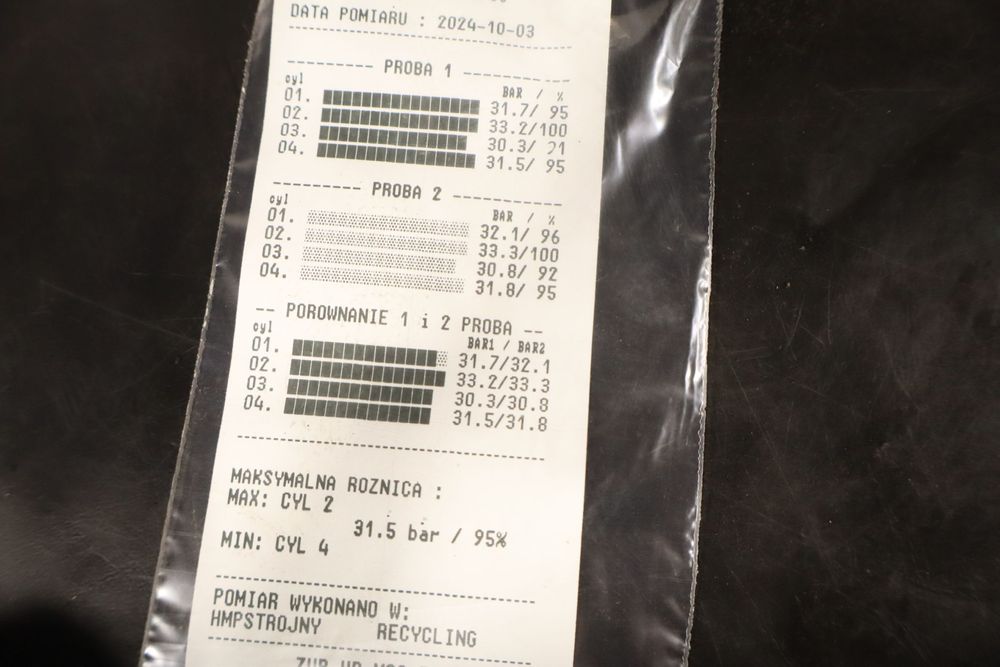 DATA POMIARU : 2024-10-03
--------- PROBA 1 -----------
cyl BAR / %
01. 31.7/ 95
02. 33.2/100
03. 30.3/ 21
04. 31.5/ 95
--------- PROBA 2 -----------
cyl BAR / %
01. 32.1/ 96
02. 33.3/100
03. 30.8/ 92
04. 31.8/ 95
-- POROWNANIE 1 i 2 PROBA --
cyl BAR1 / BAR2
01. 31.7/32.1
02. 33.2/33.3
03. 30.3/30.8
04. 31.5/31.8
MAKSYMALNA ROZNICA :
MAX: CYL 2
31.5 bar / 95%
MIN: CYL 4
POMIAR WYKONANO W:
HMPSTROJNY RECYCLING